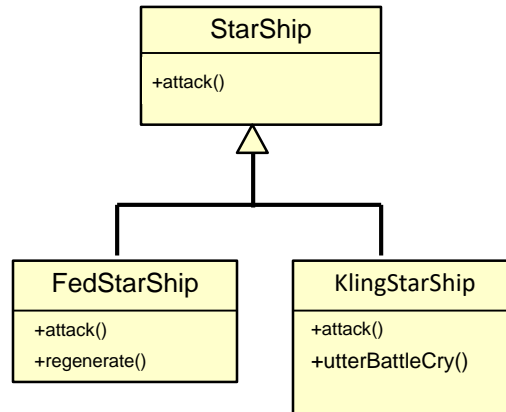 StarShip
+attack()
FedStarShip
+attack()
+regenerate()
KlingStarShip
+attack()
+utterBattleCry()